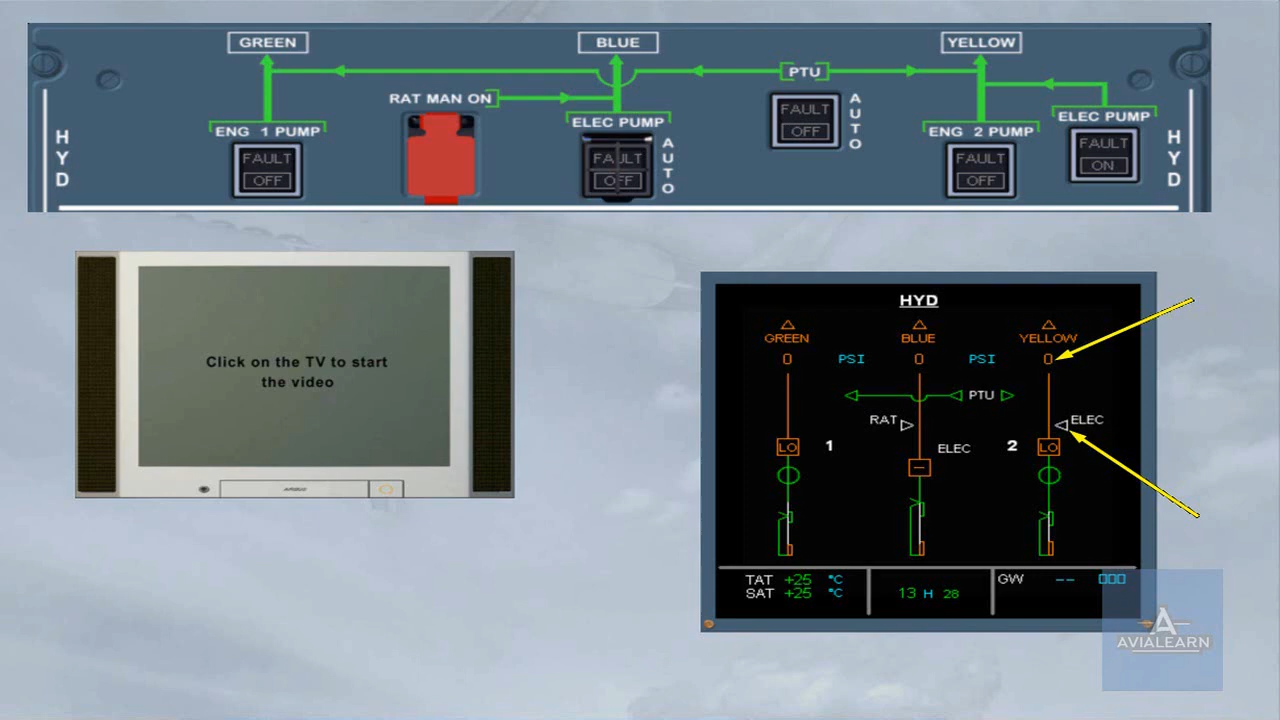 GREEN
BLUE
YELLOW
PTU
RAT MAN ON
ENG 1 PUMP
ELEC PUMP
ENG 2 PUMP
ELEC PUMP
HYD
FAULT
OFF
FAULT
OFF
AUTO
FAULT
OFF
AUTO
FAULT
OFF
FAULT
ON
HYD
Click on the TV to start
the video
HYD
GREEN
BLUE
YELLOW
0 PSI 0 PSI 0
PTU
RAT
ELEC
LO 1 ELEC 2 LO
TAT +25 °C
SAT +25 °C
13 H 28
GW --
AVIALEARN